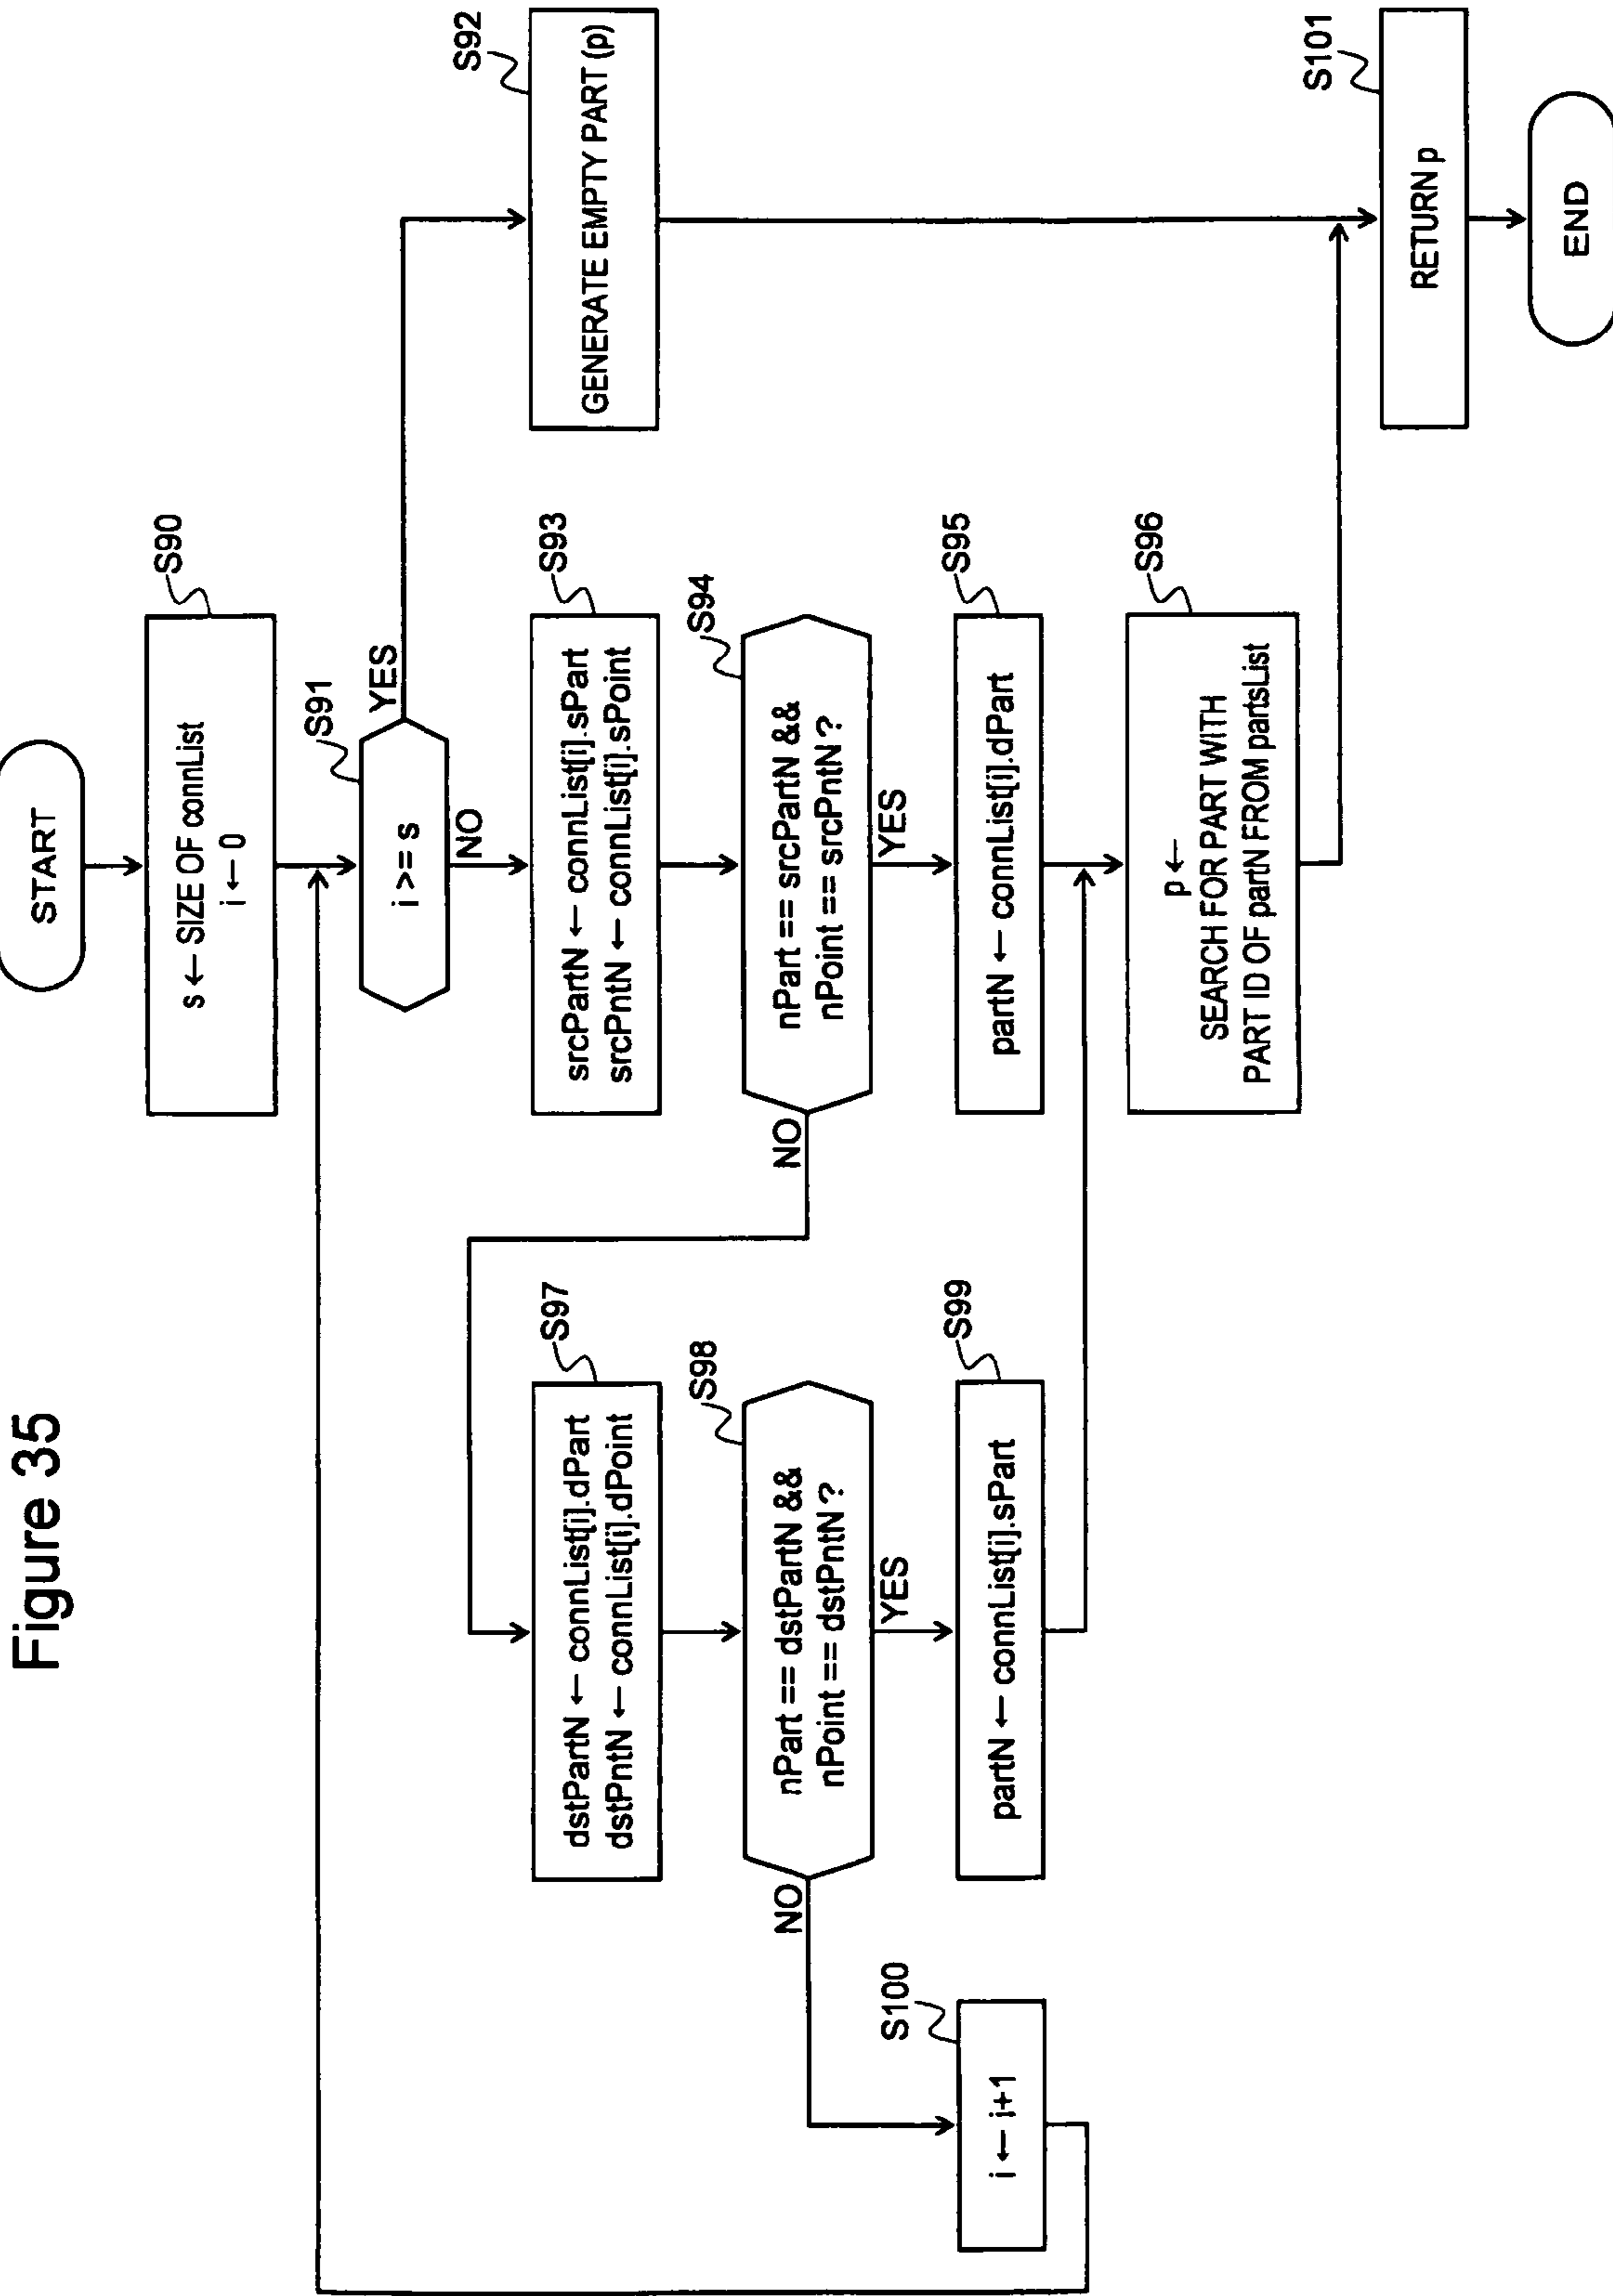 Figure 35
START
S90
s ← SIZE OF connList
i ← 0
S91
i >= s
YES
NO
S92
GENERATE EMPTY PART (p)
S93
srcPartN ← connList[i].sPart
srcPntN ← connList[i].sPoint
S94
nPart == srcPartN &&
nPoint == srcPntN ?
NO
YES
S95
partN ← connList[i].dPart
S96
p ←
SEARCH FOR PART WITH
PART ID OF partN FROM partsList
S97
dstPartN ← connList[i].dPart
dstPntN ← connList[i].dPoint
S98
nPart == dstPartN &&
nPoint == dstPntN ?
NO
YES
S99
partN ← connList[i].sPart
S100
i ← i+1
S101
RETURN p
END